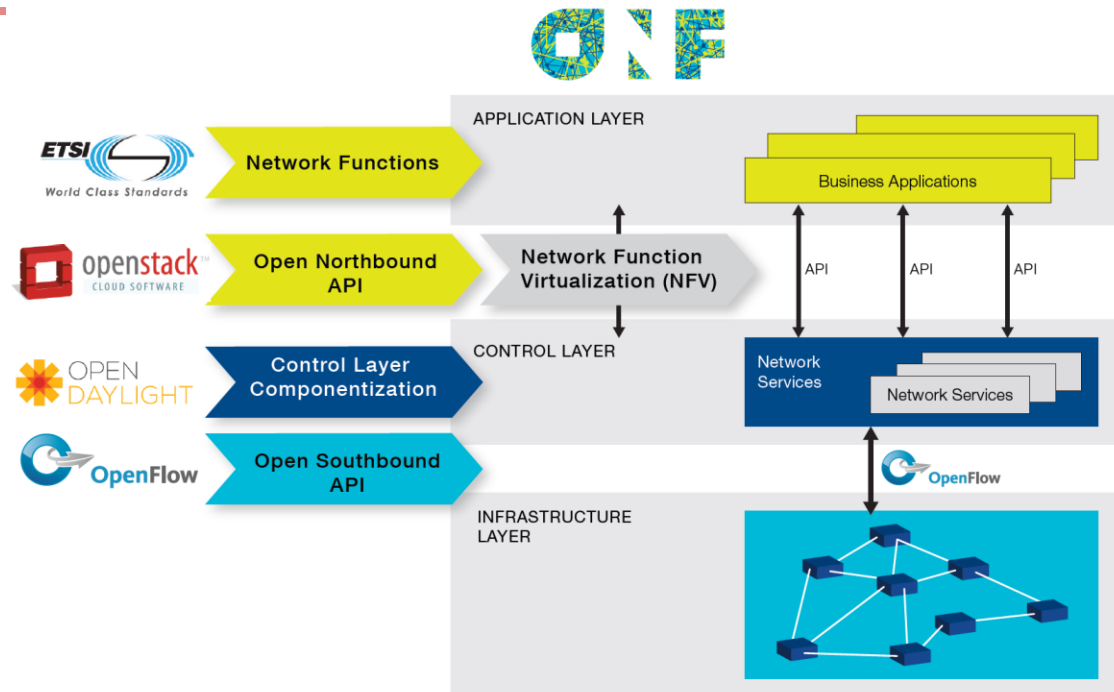 ONF
APPLICATION LAYER
ETSI
World Class Standards
Network Functions
Business Applications
openstack™
CLOUD SOFTWARE
Open Northbound
API
Network Function
Virtualization (NFV)
API
API
API
OPEN
DAYLIGHT
Control Layer
Componentization
CONTROL LAYER
Network
Services
Network Services
OpenFlow
Open Southbound
API
OpenFlow
INFRASTRUCTURE
LAYER